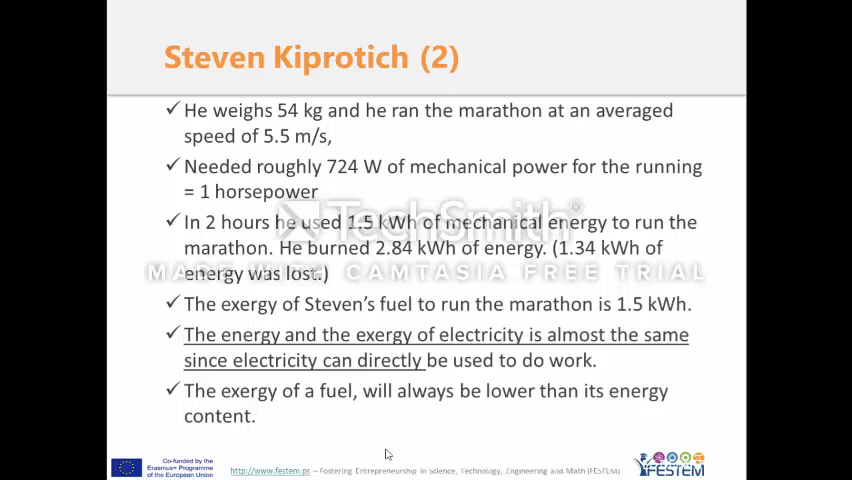 Steven Kiprotich (2)
✓ He weighs 54 kg and he ran the marathon at an averaged
speed of 5.5 m/s,
✓ Needed roughly 724 W of mechanical power for the running
= 1 horsepower
✓ In 2 hours he used 1.5 kWh of mechanical energy to run the
TechSmith®
marathon. He burned 2.84 kWh of energy. (1.34 kWh of
MADE WITH CAMTASIA FREE TRIAL
energy was lost.)
✓ The exergy of Steven's fuel to run the marathon is 1.5 kWh.
✓ The energy and the exergy of electricity is almost the same
since electricity can directly be used to do work.
✓ The exergy of a fuel, will always be lower than its energy
content.
Co-funded by the
Erasmus+ Programme
of the European Union
http://www.festem.ps – Fostering Entrepreneurship in Science, Technology, Engineering and Math (FESTEM)
FESTEM